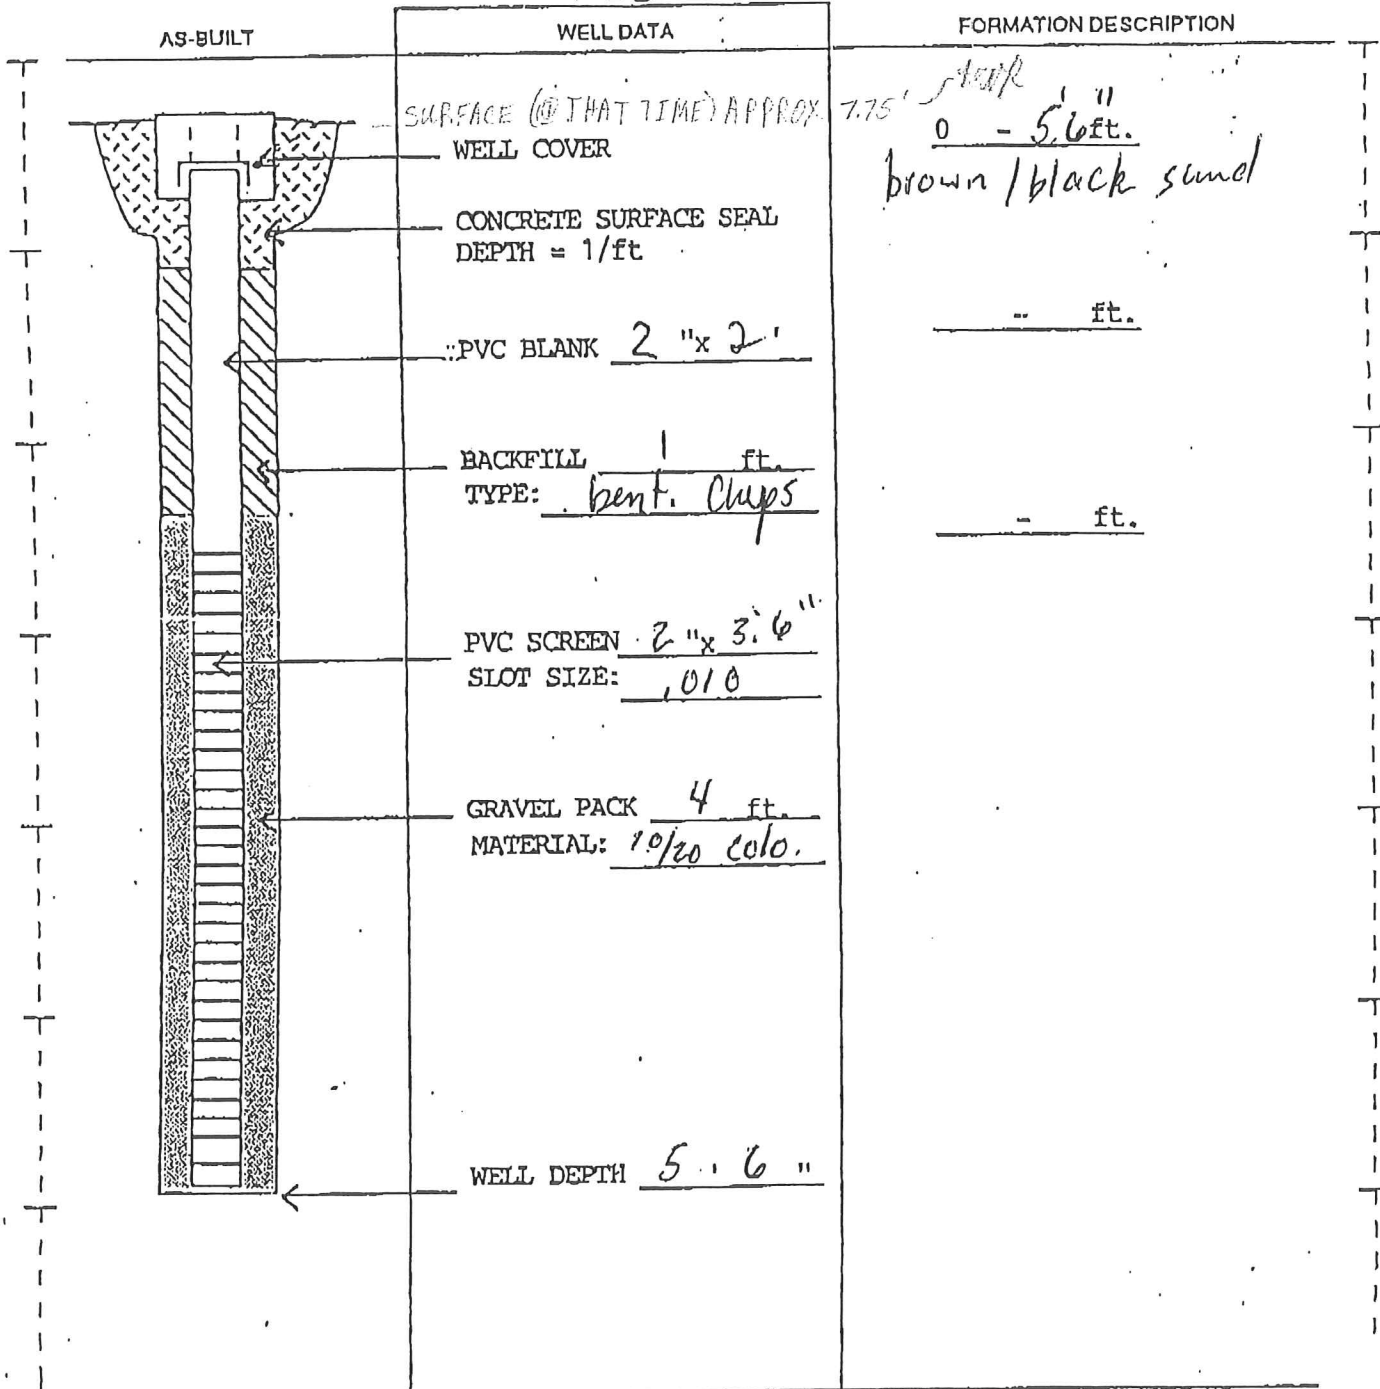 AS-BUILT
WELL DATA
FORMATION DESCRIPTION
SURFACE (@ THAT TIME) APPROX. 7.75'
0 - 5'6" ft.
brown / black sand
WELL COVER
CONCRETE SURFACE SEAL
DEPTH = 1/ft
- ft.
PVC BLANK 2 "x 2'
BACKFILL 1 ft.
TYPE: bent. Chips
- ft.
PVC SCREEN 2 "x 3'6"
SLOT SIZE: .010
GRAVEL PACK 4 ft.
MATERIAL: 10/20 colo.
WELL DEPTH 5 ' 6 "